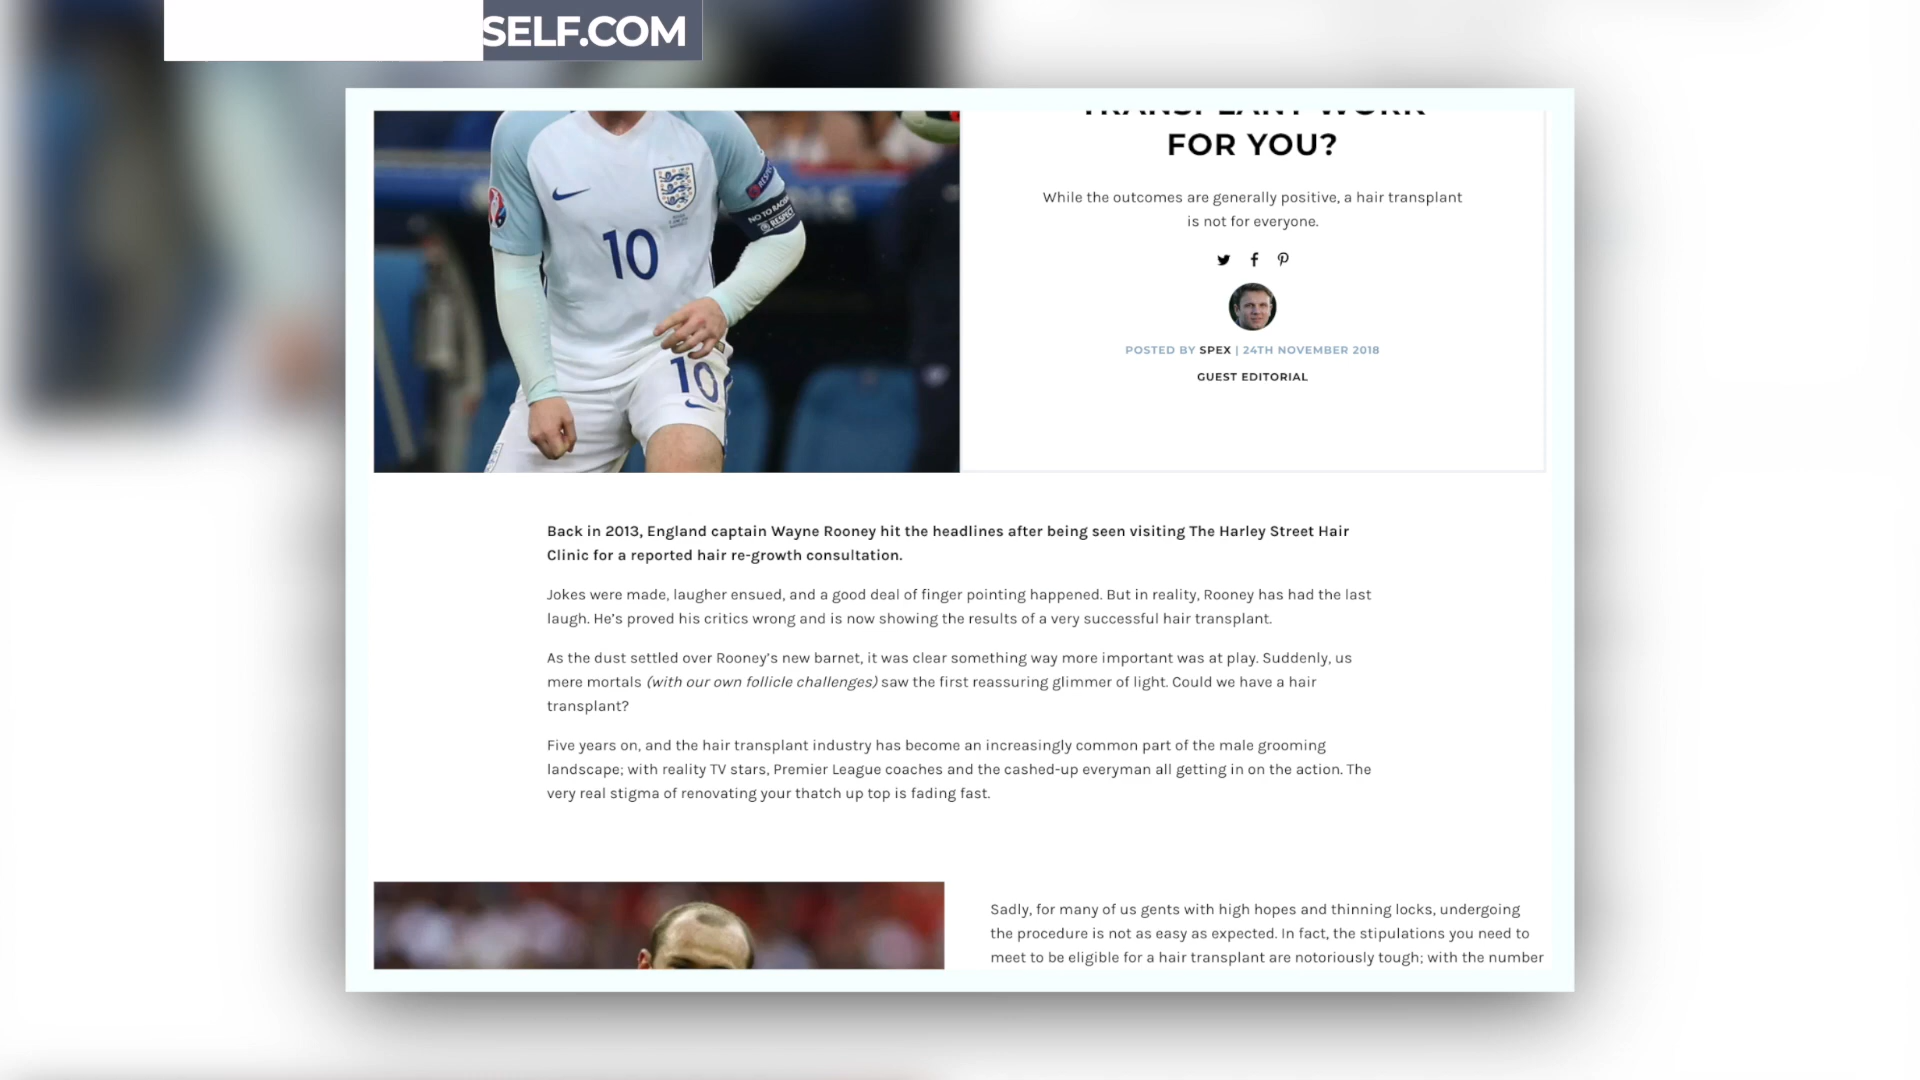 SELF.COM
TRANSPLANT WORK
FOR YOU?
While the outcomes are generally positive, a hair transplant
is not for everyone.
POSTED BY SPEX | 24TH NOVEMBER 2018
GUEST EDITORIAL
10
NO TO RACISM
RESPECT
RESPECT
10
Back in 2013, England captain Wayne Rooney hit the headlines after being seen visiting The Harley Street Hair
Clinic for a reported hair re-growth consultation.
Jokes were made, laugher ensued, and a good deal of finger pointing happened. But in reality, Rooney has had the last
laugh. He’s proved his critics wrong and is now showing the results of a very successful hair transplant.
As the dust settled over Rooney’s new barnet, it was clear something way more important was at play. Suddenly, us
mere mortals (with our own follicle challenges) saw the first reassuring glimmer of light. Could we have a hair
transplant?
Five years on, and the hair transplant industry has become an increasingly common part of the male grooming
landscape; with reality TV stars, Premier League coaches and the cashed-up everyman all getting in on the action. The
very real stigma of renovating your thatch up top is fading fast.
Sadly, for many of us gents with high hopes and thinning locks, undergoing
the procedure is not as easy as expected. In fact, the stipulations you need to
meet to be eligible for a hair transplant are notoriously tough; with the number